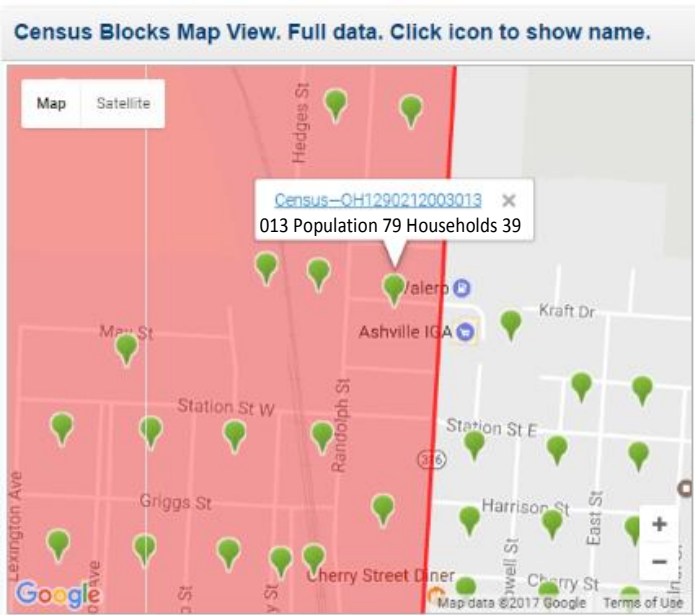 Census Blocks Map View. Full data. Click icon to show name.
Map Satellite
Hedges St
Census—OH1290212003013 ×
013 Population 79 Households 39
Valero
Kraft Dr
Ashville IGA
May St
Station St W
Randolph St
Station St E
316
Lexington Ave
Griggs St
Harrison St
East St
+
−
Cherry Street Diner
Cherry St
Google
Ave
St
St
Map data ©2017 Google Terms of Use